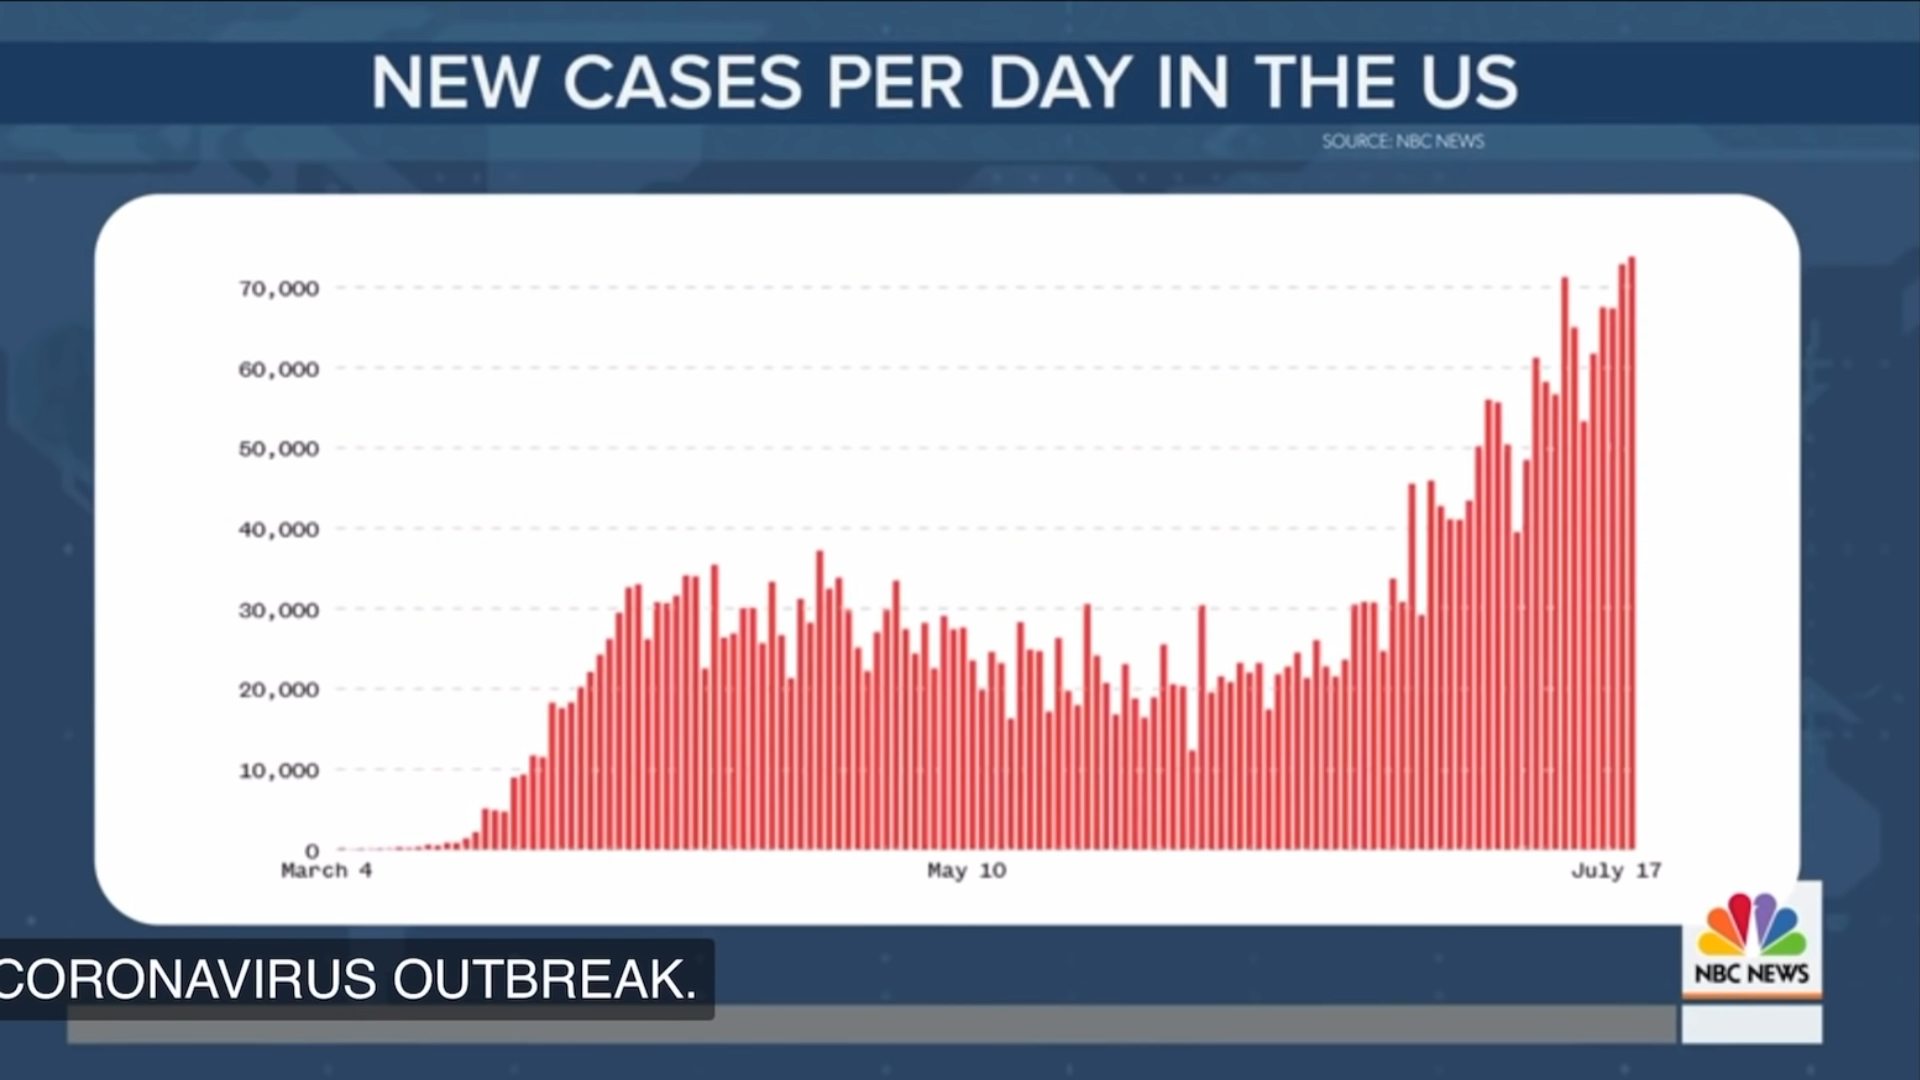 NEW CASES PER DAY IN THE US
SOURCE: NBC NEWS
70,000
60,000
50,000
40,000
30,000
20,000
10,000
0
March 4 May 10 July 17
CORONAVIRUS OUTBREAK.
NBC NEWS